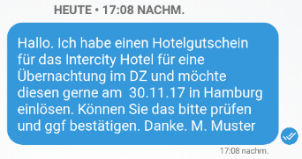 HEUTE • 17:08 NACHM.
Hallo. Ich habe einen Hotelgutschein
für das Intercity Hotel für eine
Übernachtung im DZ und möchte
diesen gerne am  30.11.17 in Hamburg
einlösen. Können Sie das bitte prüfen
und ggf bestätigen. Danke. M. Muster
17:08 nachm.